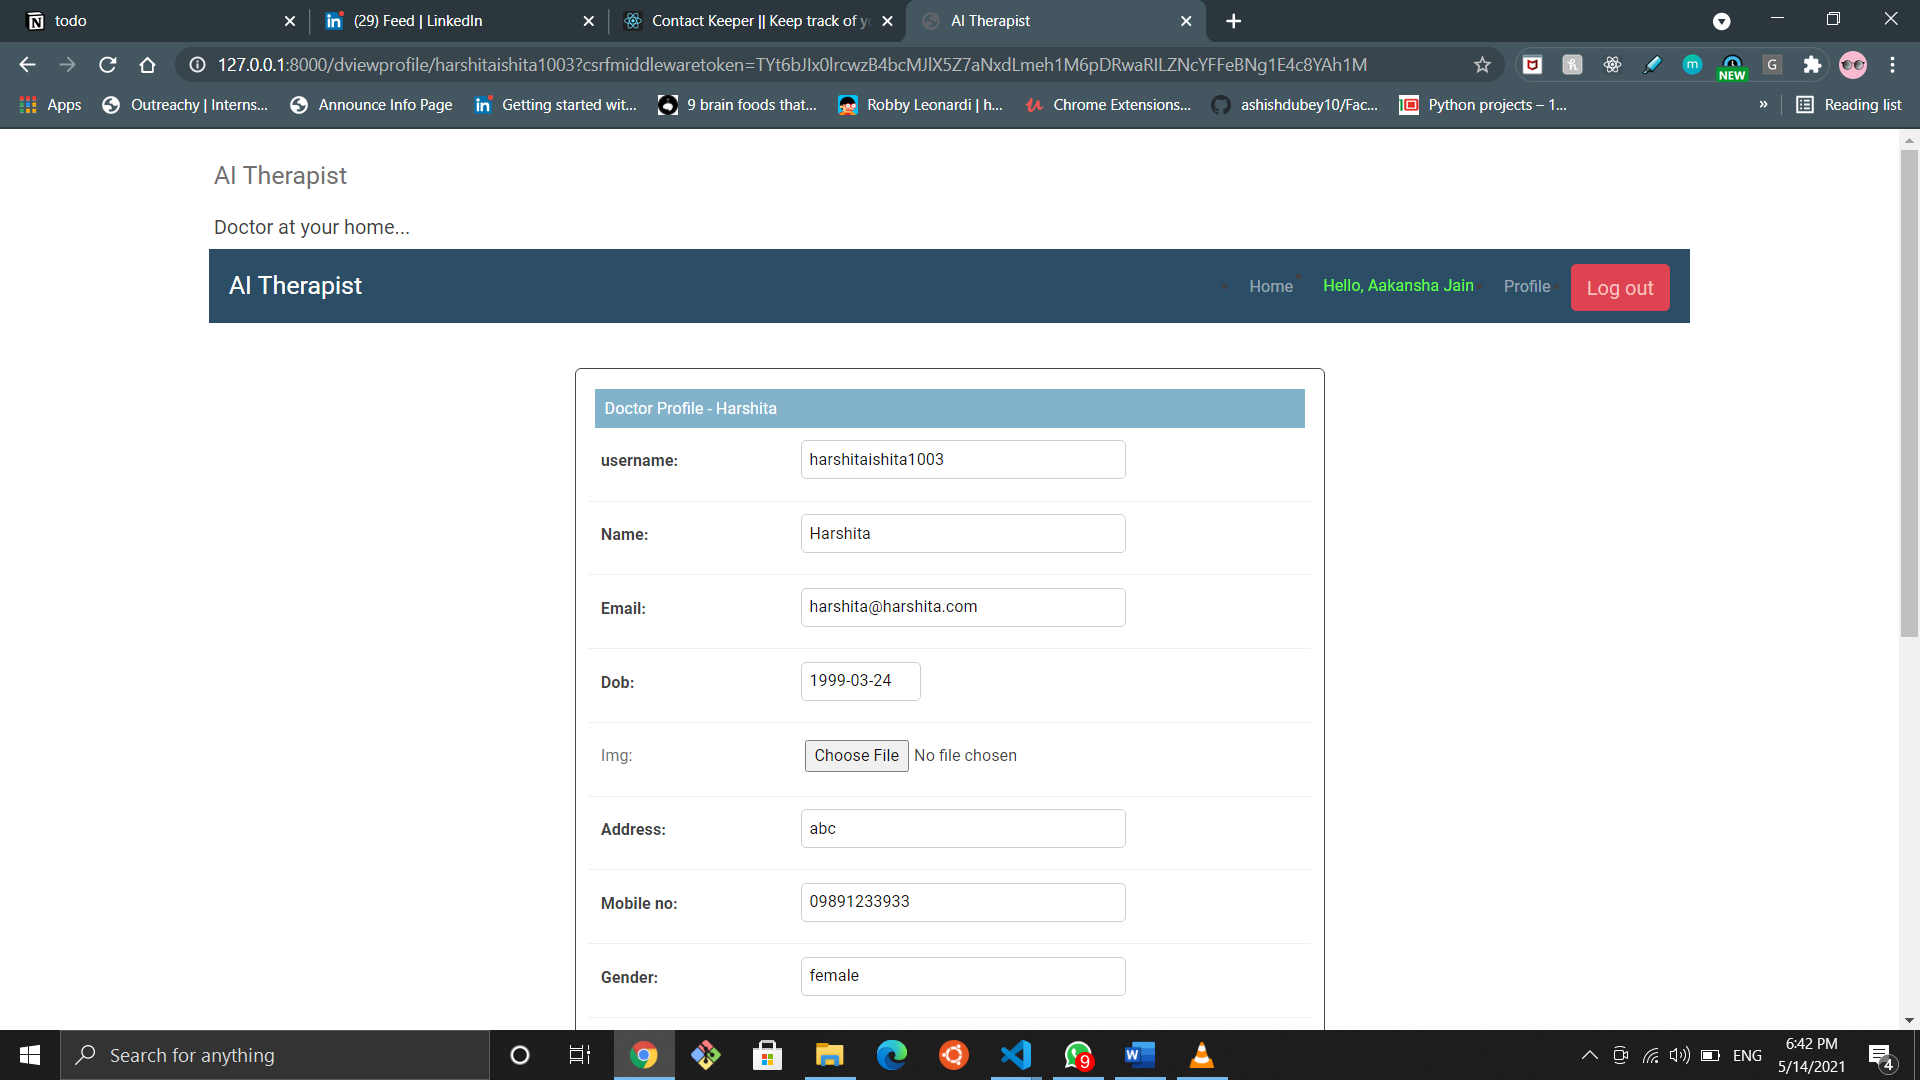 todo
(29) Feed | LinkedIn
Contact Keeper || Keep track of yo
AI Therapist
127.0.0.1:8000/dviewprofile/harshitaishita1003?csrfmiddlewaretoken=TYt6bJIx0lrcwzB4bcMJlX5Z7aNxdLmeh1M6pDRwaRILZNcYFFeBNg1E4c8YAh1M
NEW
Apps
Outreachy | Interns...
Announce Info Page
Getting started wit...
9 brain foods that...
Robby Leonardi | h...
Chrome Extensions...
ashishdubey10/Fac...
Python projects – 1...
»
Reading list
AI Therapist
Doctor at your home...
AI Therapist
Home
Hello, Aakansha Jain
Profile
Log out
Doctor Profile - Harshita
username:
harshitaishita1003
Name:
Harshita
Email:
harshita@harshita.com
Dob:
1999-03-24
Img:
Choose File No file chosen
Address:
abc
Mobile no:
09891233933
Gender:
female
Search for anything
9
ENG
6:42 PM
5/14/2021
4